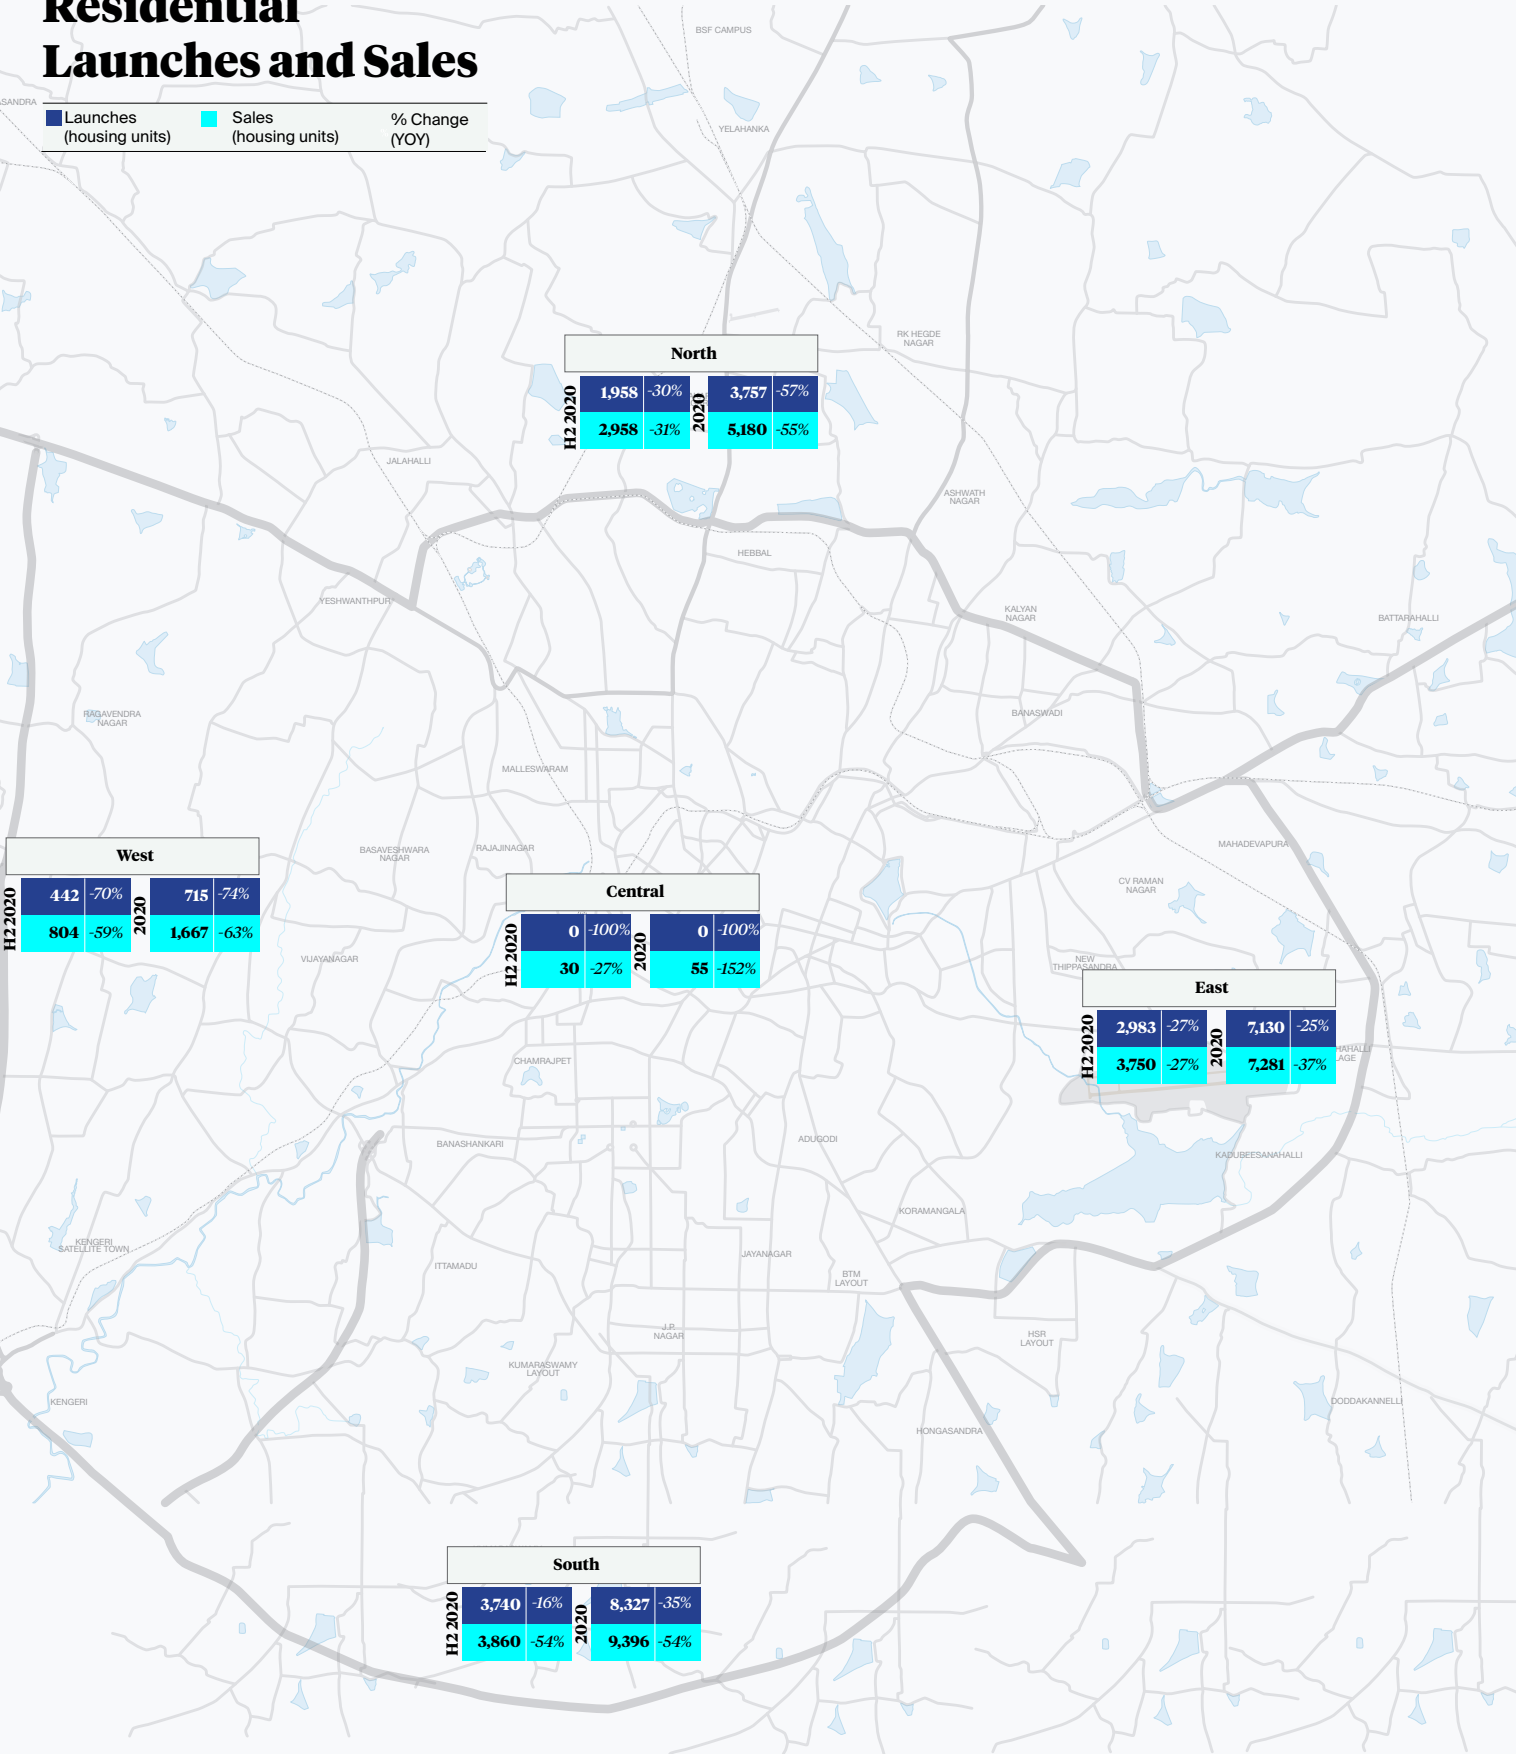 Residential
Launches and Sales
Launches
(housing units)
Sales
(housing units)
% Change
(YOY)
BSF CAMPUS
YELAHANKA
RK HEGDE
NAGAR
North
H2 2020
1,958 -30%
2,958 -31%
2020
3,757 -57%
5,180 -55%
JALAHALLI
ASHWATH
NAGAR
HEBBAL
YESHWANTHPUR
KALYAN
NAGAR
BATTARAHALLI
RAGAVENDRA
NAGAR
BANASWADI
MALLESWARAM
BASAVESHWARA
NAGAR
RAJAJINAGAR
MAHADEVAPURA
CV RAMAN
NAGAR
West
H2 2020
442 -70%
804 -59%
2020
715 -74%
1,667 -63%
Central
H2 2020
0 -100%
30 -27%
2020
0 -100%
55 -152%
VIJAYANAGAR
NEW
THIPPASANDRA
East
H2 2020
2,983 -27%
3,750 -27%
2020
7,130 -25%
7,281 -37%
CHAMRAJPET
BANASHANKARI
ADUGODI
KADUBEESANAHALLI
KORAMANGALA
KENGERI
SATELLITE TOWN
ITTAMADU
JAYANAGAR
BTM
LAYOUT
J.P.
NAGAR
HSR
LAYOUT
KUMARASWAMY
LAYOUT
KENGERI
DODDAKANNELLI
HONGASANDRA
South
H2 2020
3,740 -16%
3,860 -54%
2020
8,327 -35%
9,396 -54%